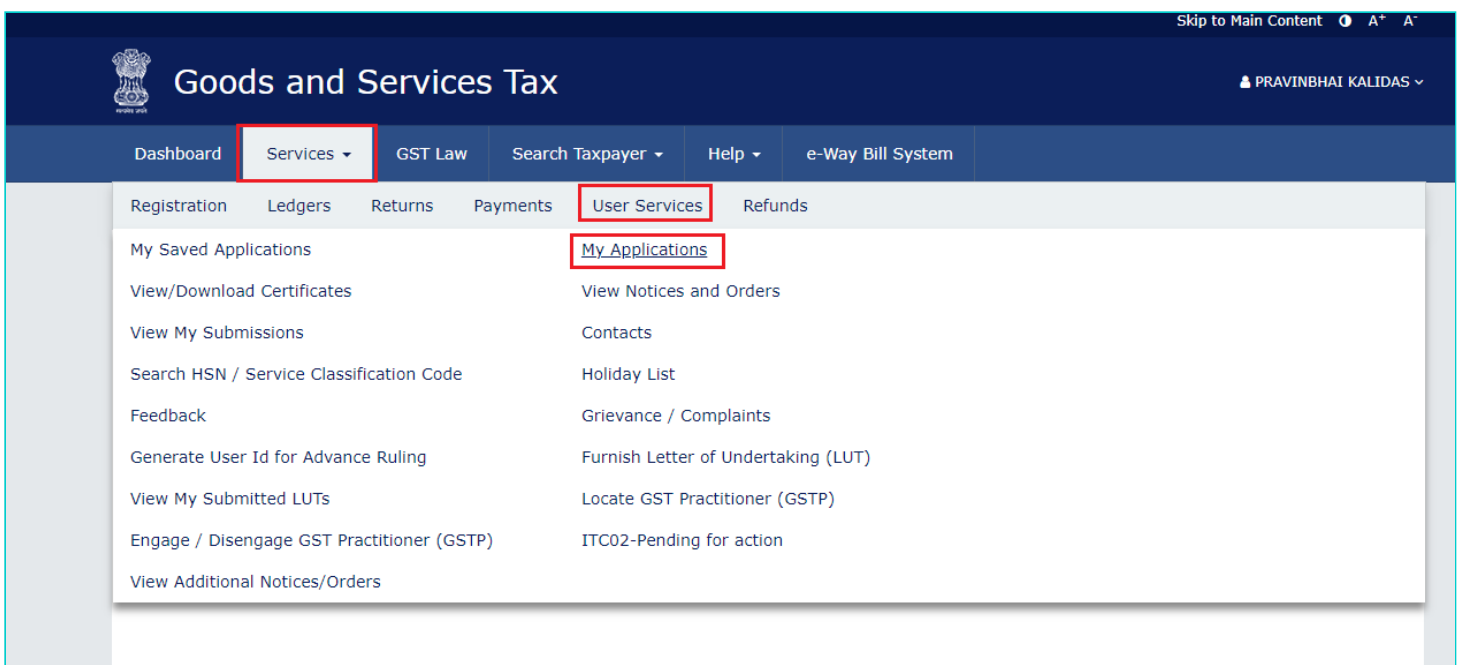 Skip to Main Content A+ A-
Goods and Services Tax
PRAVINBHAI KALIDAS
Dashboard Services GST Law Search Taxpayer Help e-Way Bill System
Registration Ledgers Returns Payments User Services Refunds
My Saved Applications My Applications
View/Download Certificates View Notices and Orders
View My Submissions Contacts
Search HSN / Service Classification Code Holiday List
Feedback Grievance / Complaints
Generate User Id for Advance Ruling Furnish Letter of Undertaking (LUT)
View My Submitted LUTs Locate GST Practitioner (GSTP)
Engage / Disengage GST Practitioner (GSTP) ITC02-Pending for action
View Additional Notices/Orders